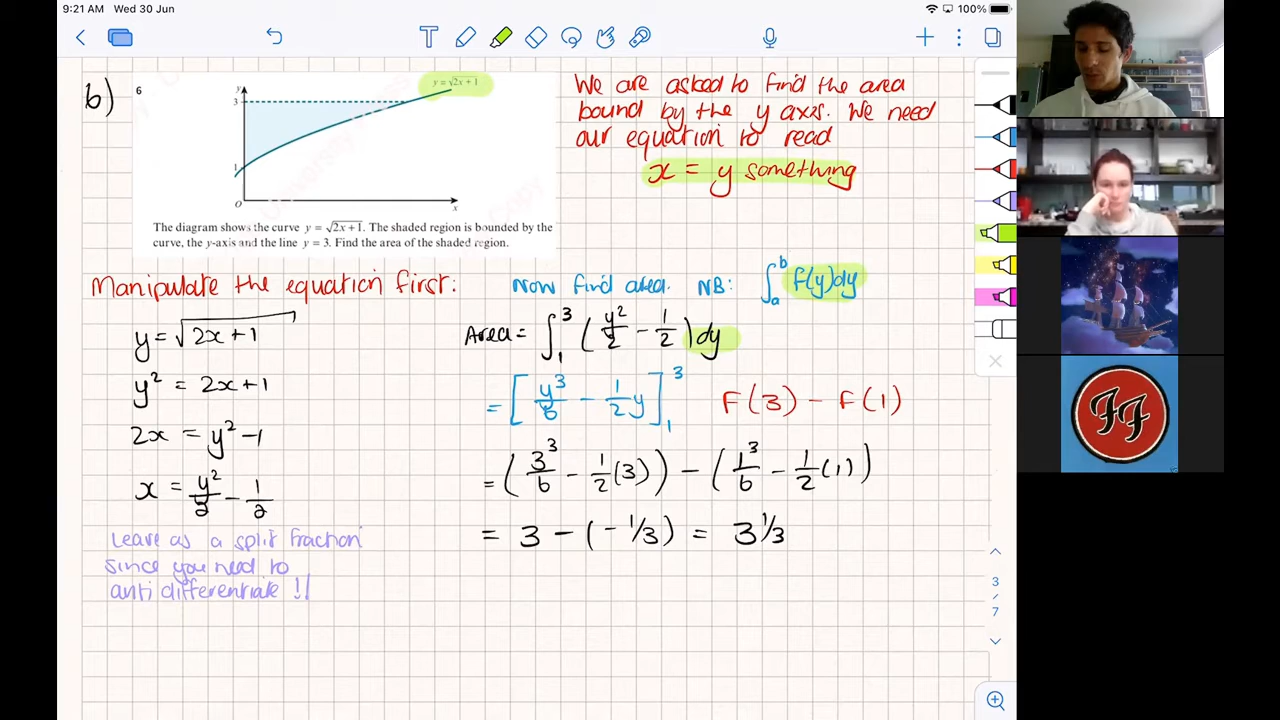 9:21 AM Wed 30 Jun
100%
b)
6
y = √2x + 1
y
3
1
O
x
The diagram shows the curve y = √2x + 1. The shaded region is bounded by the
curve, the y-axis and the line y = 3. Find the area of the shaded region.
We are asked to find the area
bound by the y axis. We need
our equation to read
x = y something
Manipulate the equation first:
y = √2x + 1
y² = 2x + 1
2x = y² - 1
x = y²/2 - 1/2
Leave as a split fraction
since you need to
anti differentiate !!
Now find area. NB: ∫ₐᵇ f(y)dy
Area = ∫₁³ (y²/2 - 1/2) dy
= [y³/6 - 1/2 y]₁³ F(3) - F(1)
= (3³/6 - 1/2(3)) - (1³/6 - 1/2(1))
= 3 - (- 1/3) = 3 1/3
3
/
7
FF